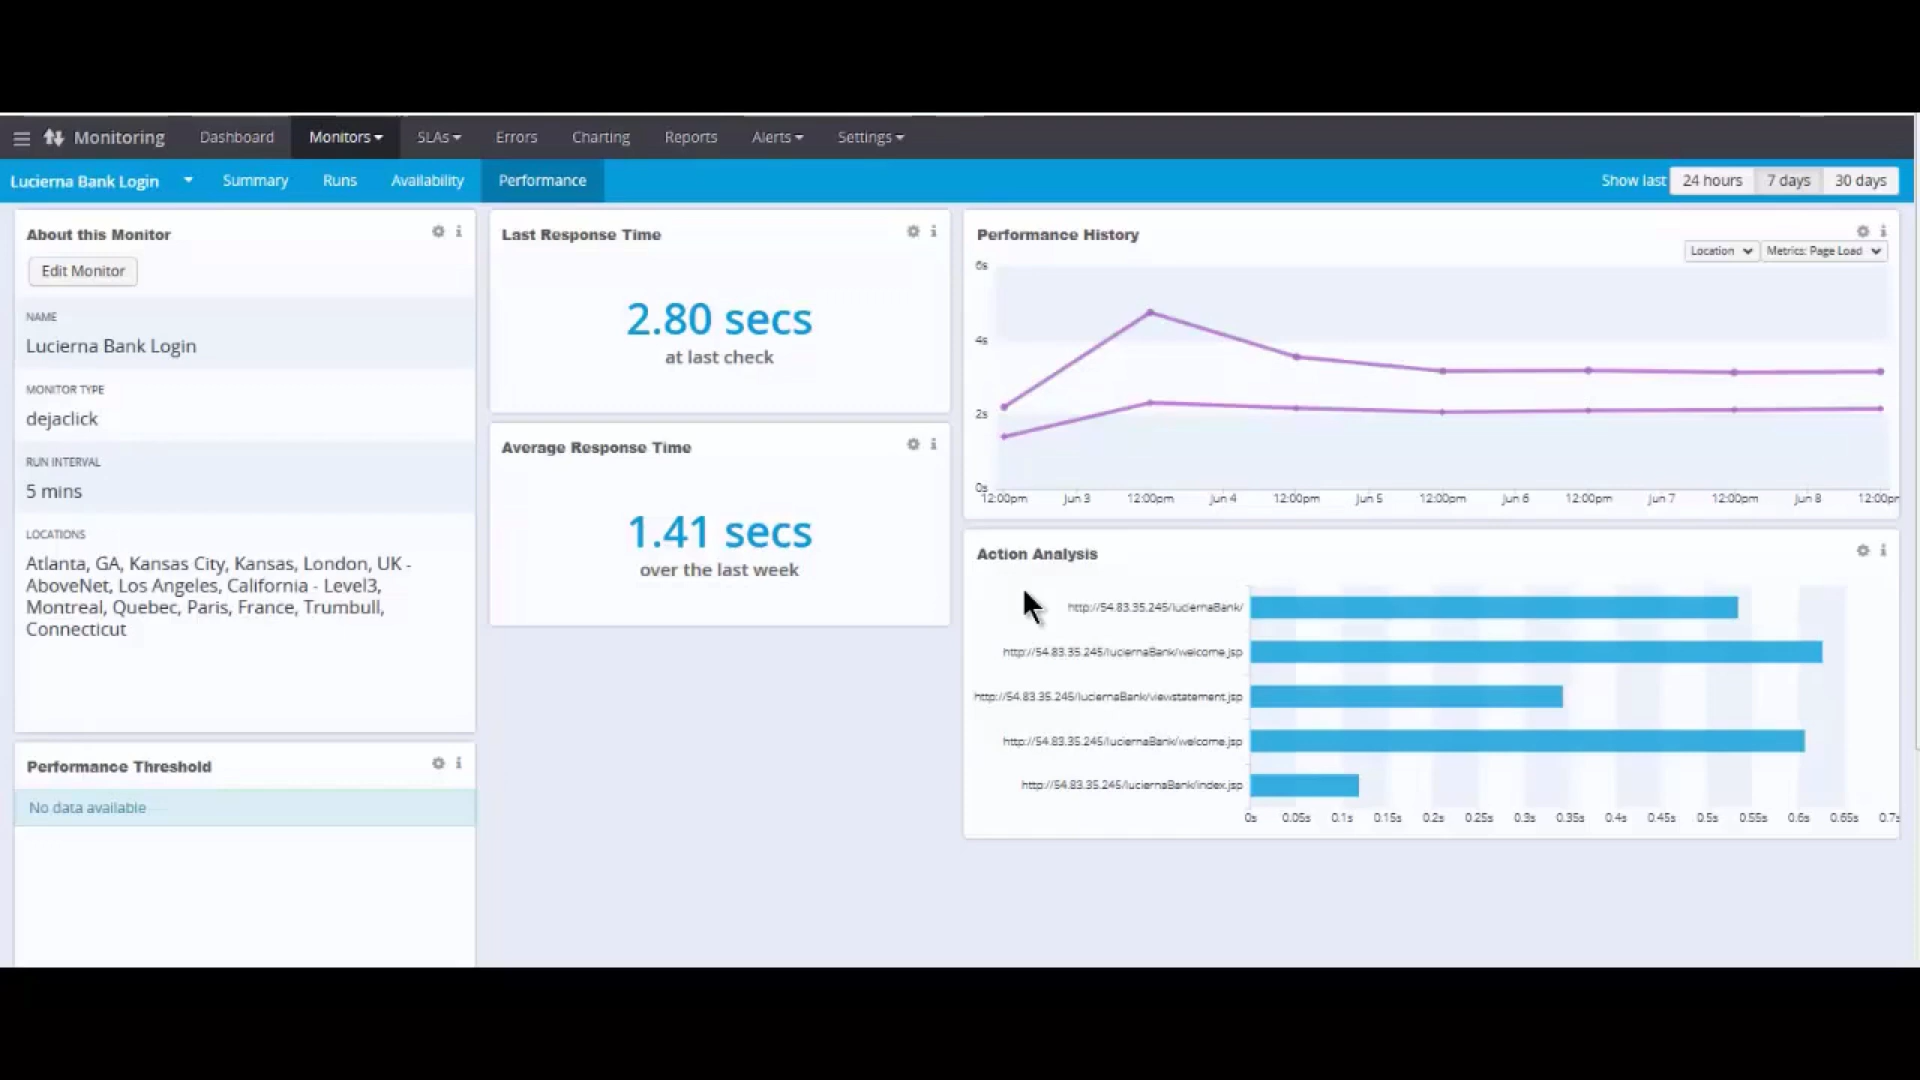 Monitoring
Dashboard
Monitors
SLAs
Errors
Charting
Reports
Alerts
Settings
Lucierna Bank Login
Summary
Runs
Availability
Performance
Show last
24 hours
7 days
30 days
About this Monitor
Edit Monitor
NAME
Lucierna Bank Login
MONITOR TYPE
dejaclick
RUN INTERVAL
5 mins
LOCATIONS
Atlanta, GA, Kansas City, Kansas, London, UK -
AboveNet, Los Angeles, California - Level3,
Montreal, Quebec, Paris, France, Trumbull,
Connecticut
Performance Threshold
No data available
Last Response Time
2.80 secs
at last check
Average Response Time
1.41 secs
over the last week
Performance History
Location
Metrics: Page Load
6s
4s
2s
0s
12:00pm Jun 3 12:00pm Jun 4 12:00pm Jun 5 12:00pm Jun 6 12:00pm Jun 7 12:00pm Jun 8 12:00pm
Action Analysis
http://54.83.35.245/luciernaBank/
http://54.83.35.245/luciernaBank/welcome.jsp
http://54.83.35.245/luciernaBank/viewstatement.jsp
http://54.83.35.245/luciernaBank/welcome.jsp
http://54.83.35.245/luciernaBank/index.jsp
0s 0.05s 0.1s 0.15s 0.2s 0.25s 0.3s 0.35s 0.4s 0.45s 0.5s 0.55s 0.6s 0.65s 0.7s